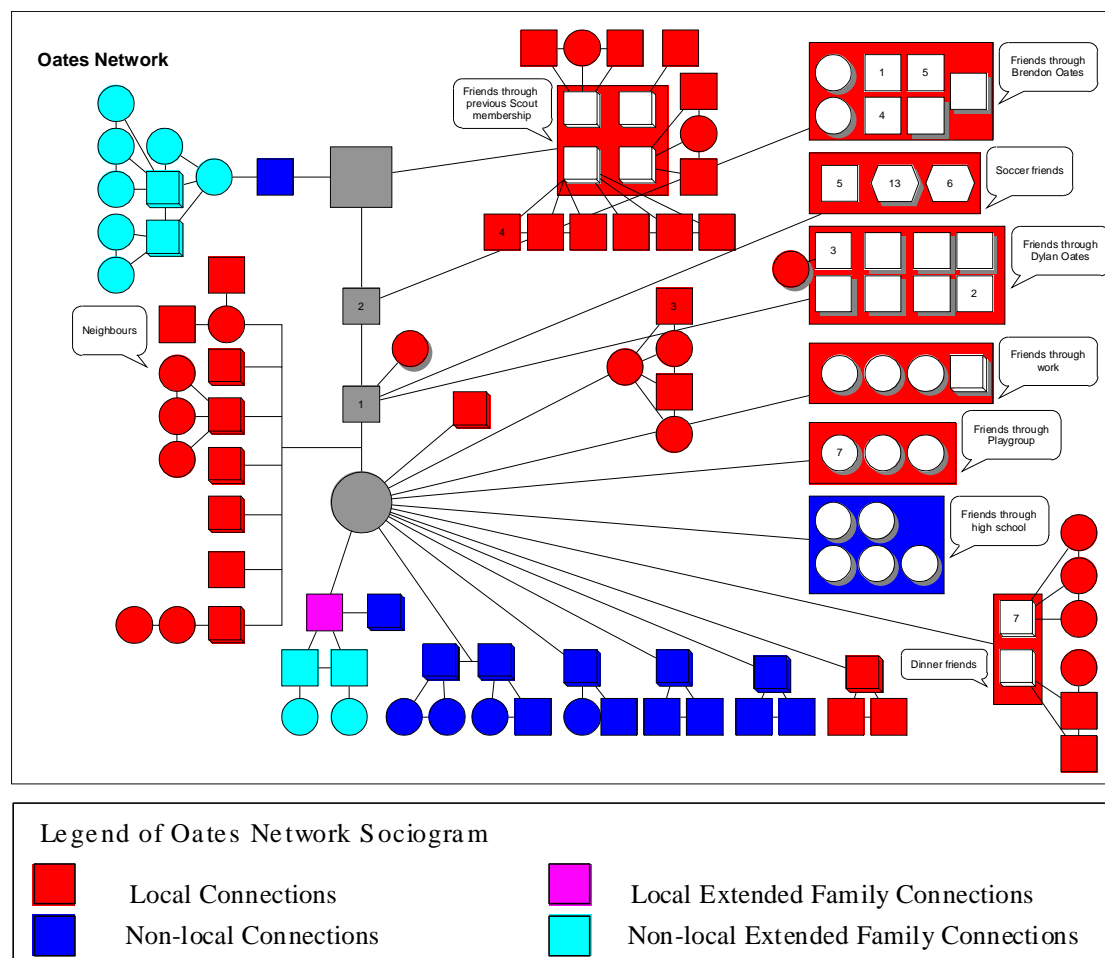 Oates Network
Friends through
previous Scout
membership
1
5
4
Friends through
Brendon Oates
5
13
6
Soccer friends
4
3
2
Friends through
Dylan Oates
2
3
Neighbours
1
Friends through
work
7
Friends through
Playgroup
Friends through
high school
7
Dinner friends
Legend of Oates Network Sociogram
Local Connections
Local Extended Family Connections
Non-local Connections
Non-local Extended Family Connections